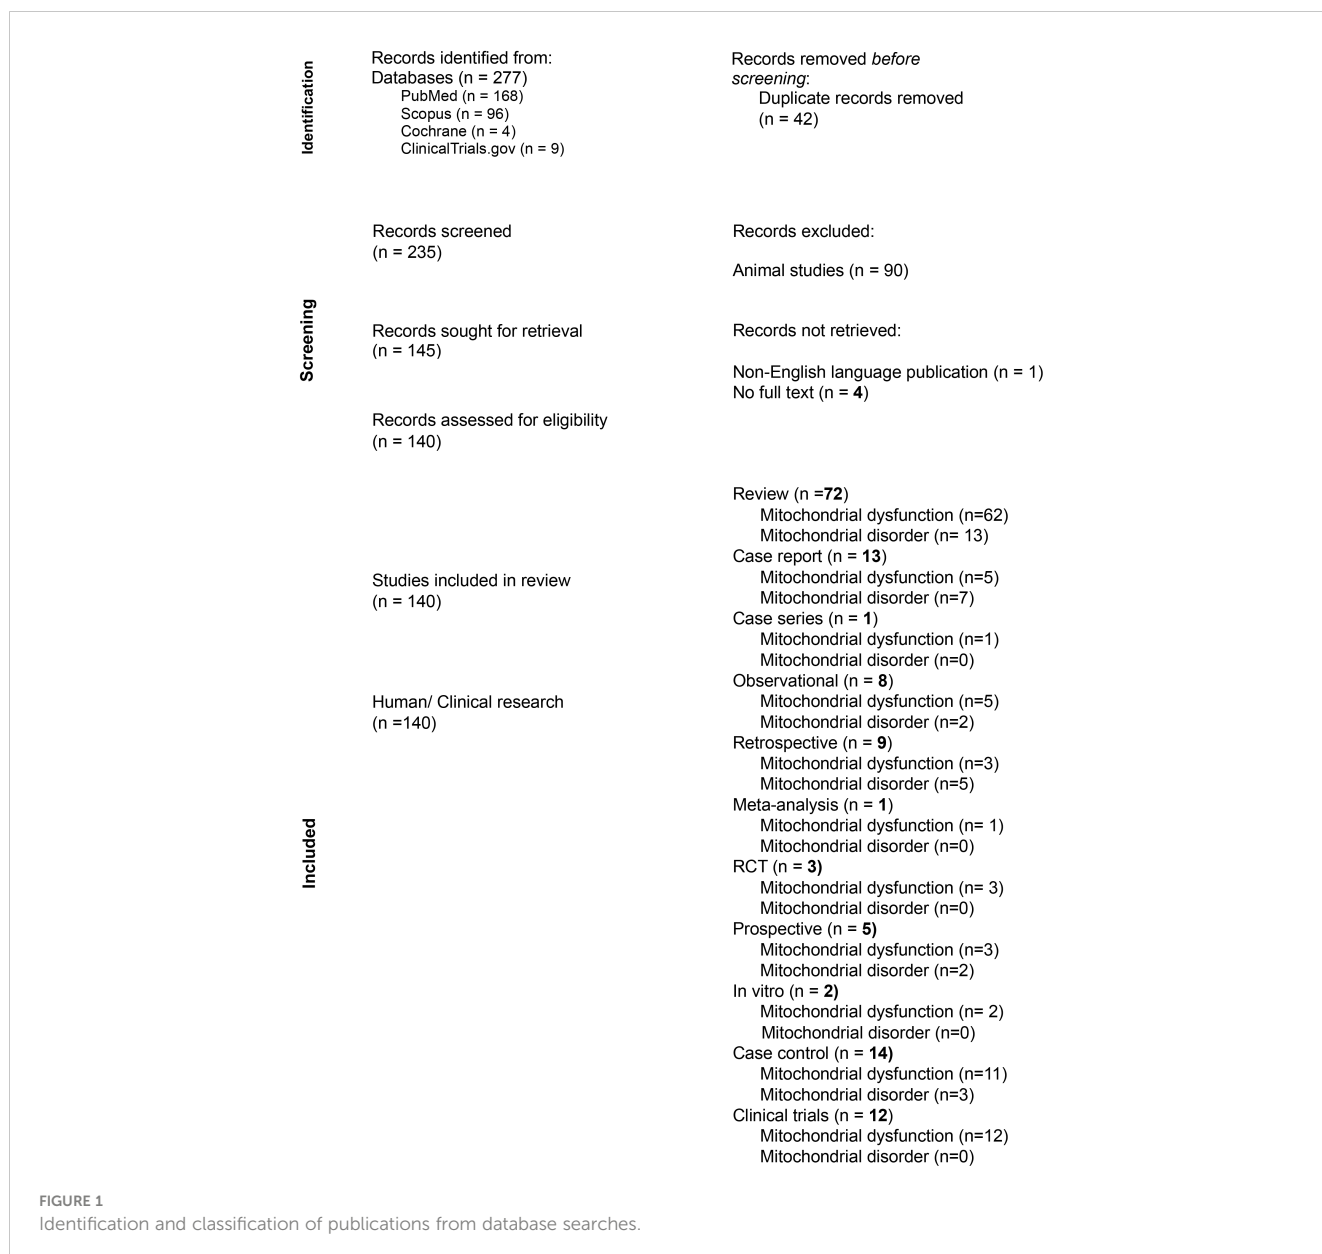 Identification
Records identified from:
Databases (n = 277)
PubMed (n = 168)
Scopus (n = 96)
Cochrane (n = 4)
ClinicalTrials.gov (n = 9)
Records removed before
screening:
Duplicate records removed
(n = 42)
Screening
Records screened
(n = 235)
Records excluded:
Animal studies (n = 90)
Records sought for retrieval
(n = 145)
Records not retrieved:
Non-English language publication (n = 1)
No full text (n = 4)
Records assessed for eligibility
(n = 140)
Included
Studies included in review
(n = 140)
Human/ Clinical research
(n =140)
Review (n =72)
Mitochondrial dysfunction (n=62)
Mitochondrial disorder (n= 13)
Case report (n = 13)
Mitochondrial dysfunction (n=5)
Mitochondrial disorder (n=7)
Case series (n = 1)
Mitochondrial dysfunction (n=1)
Mitochondrial disorder (n=0)
Observational (n = 8)
Mitochondrial dysfunction (n=5)
Mitochondrial disorder (n=2)
Retrospective (n = 9)
Mitochondrial dysfunction (n=3)
Mitochondrial disorder (n=5)
Meta-analysis (n = 1)
Mitochondrial dysfunction (n= 1)
Mitochondrial disorder (n=0)
RCT (n = 3)
Mitochondrial dysfunction (n= 3)
Mitochondrial disorder (n=0)
Prospective (n = 5)
Mitochondrial dysfunction (n=3)
Mitochondrial disorder (n=2)
In vitro (n = 2)
Mitochondrial dysfunction (n= 2)
Mitochondrial disorder (n=0)
Case control (n = 14)
Mitochondrial dysfunction (n=11)
Mitochondrial disorder (n=3)
Clinical trials (n = 12)
Mitochondrial dysfunction (n=12)
Mitochondrial disorder (n=0)
FIGURE 1
Identification and classification of publications from database searches.